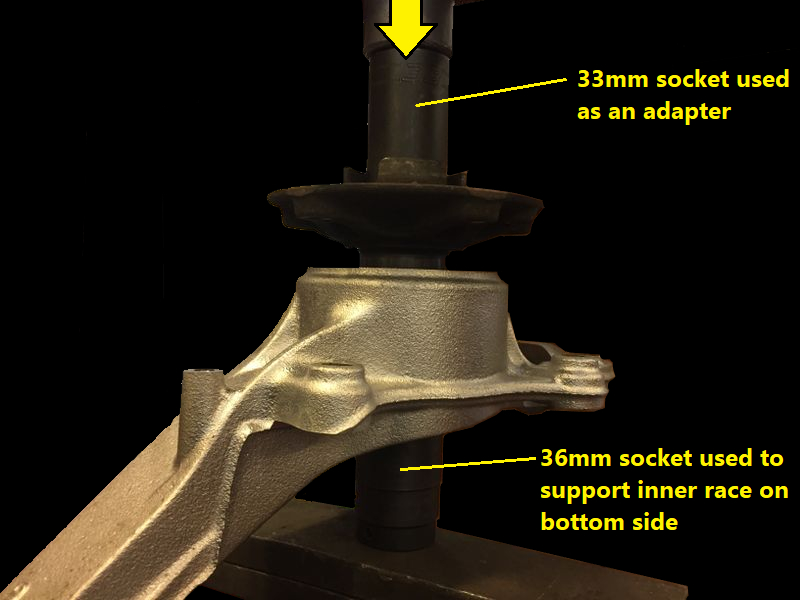 33mm socket used
as an adapter
36mm socket used to
support inner race on
bottom side